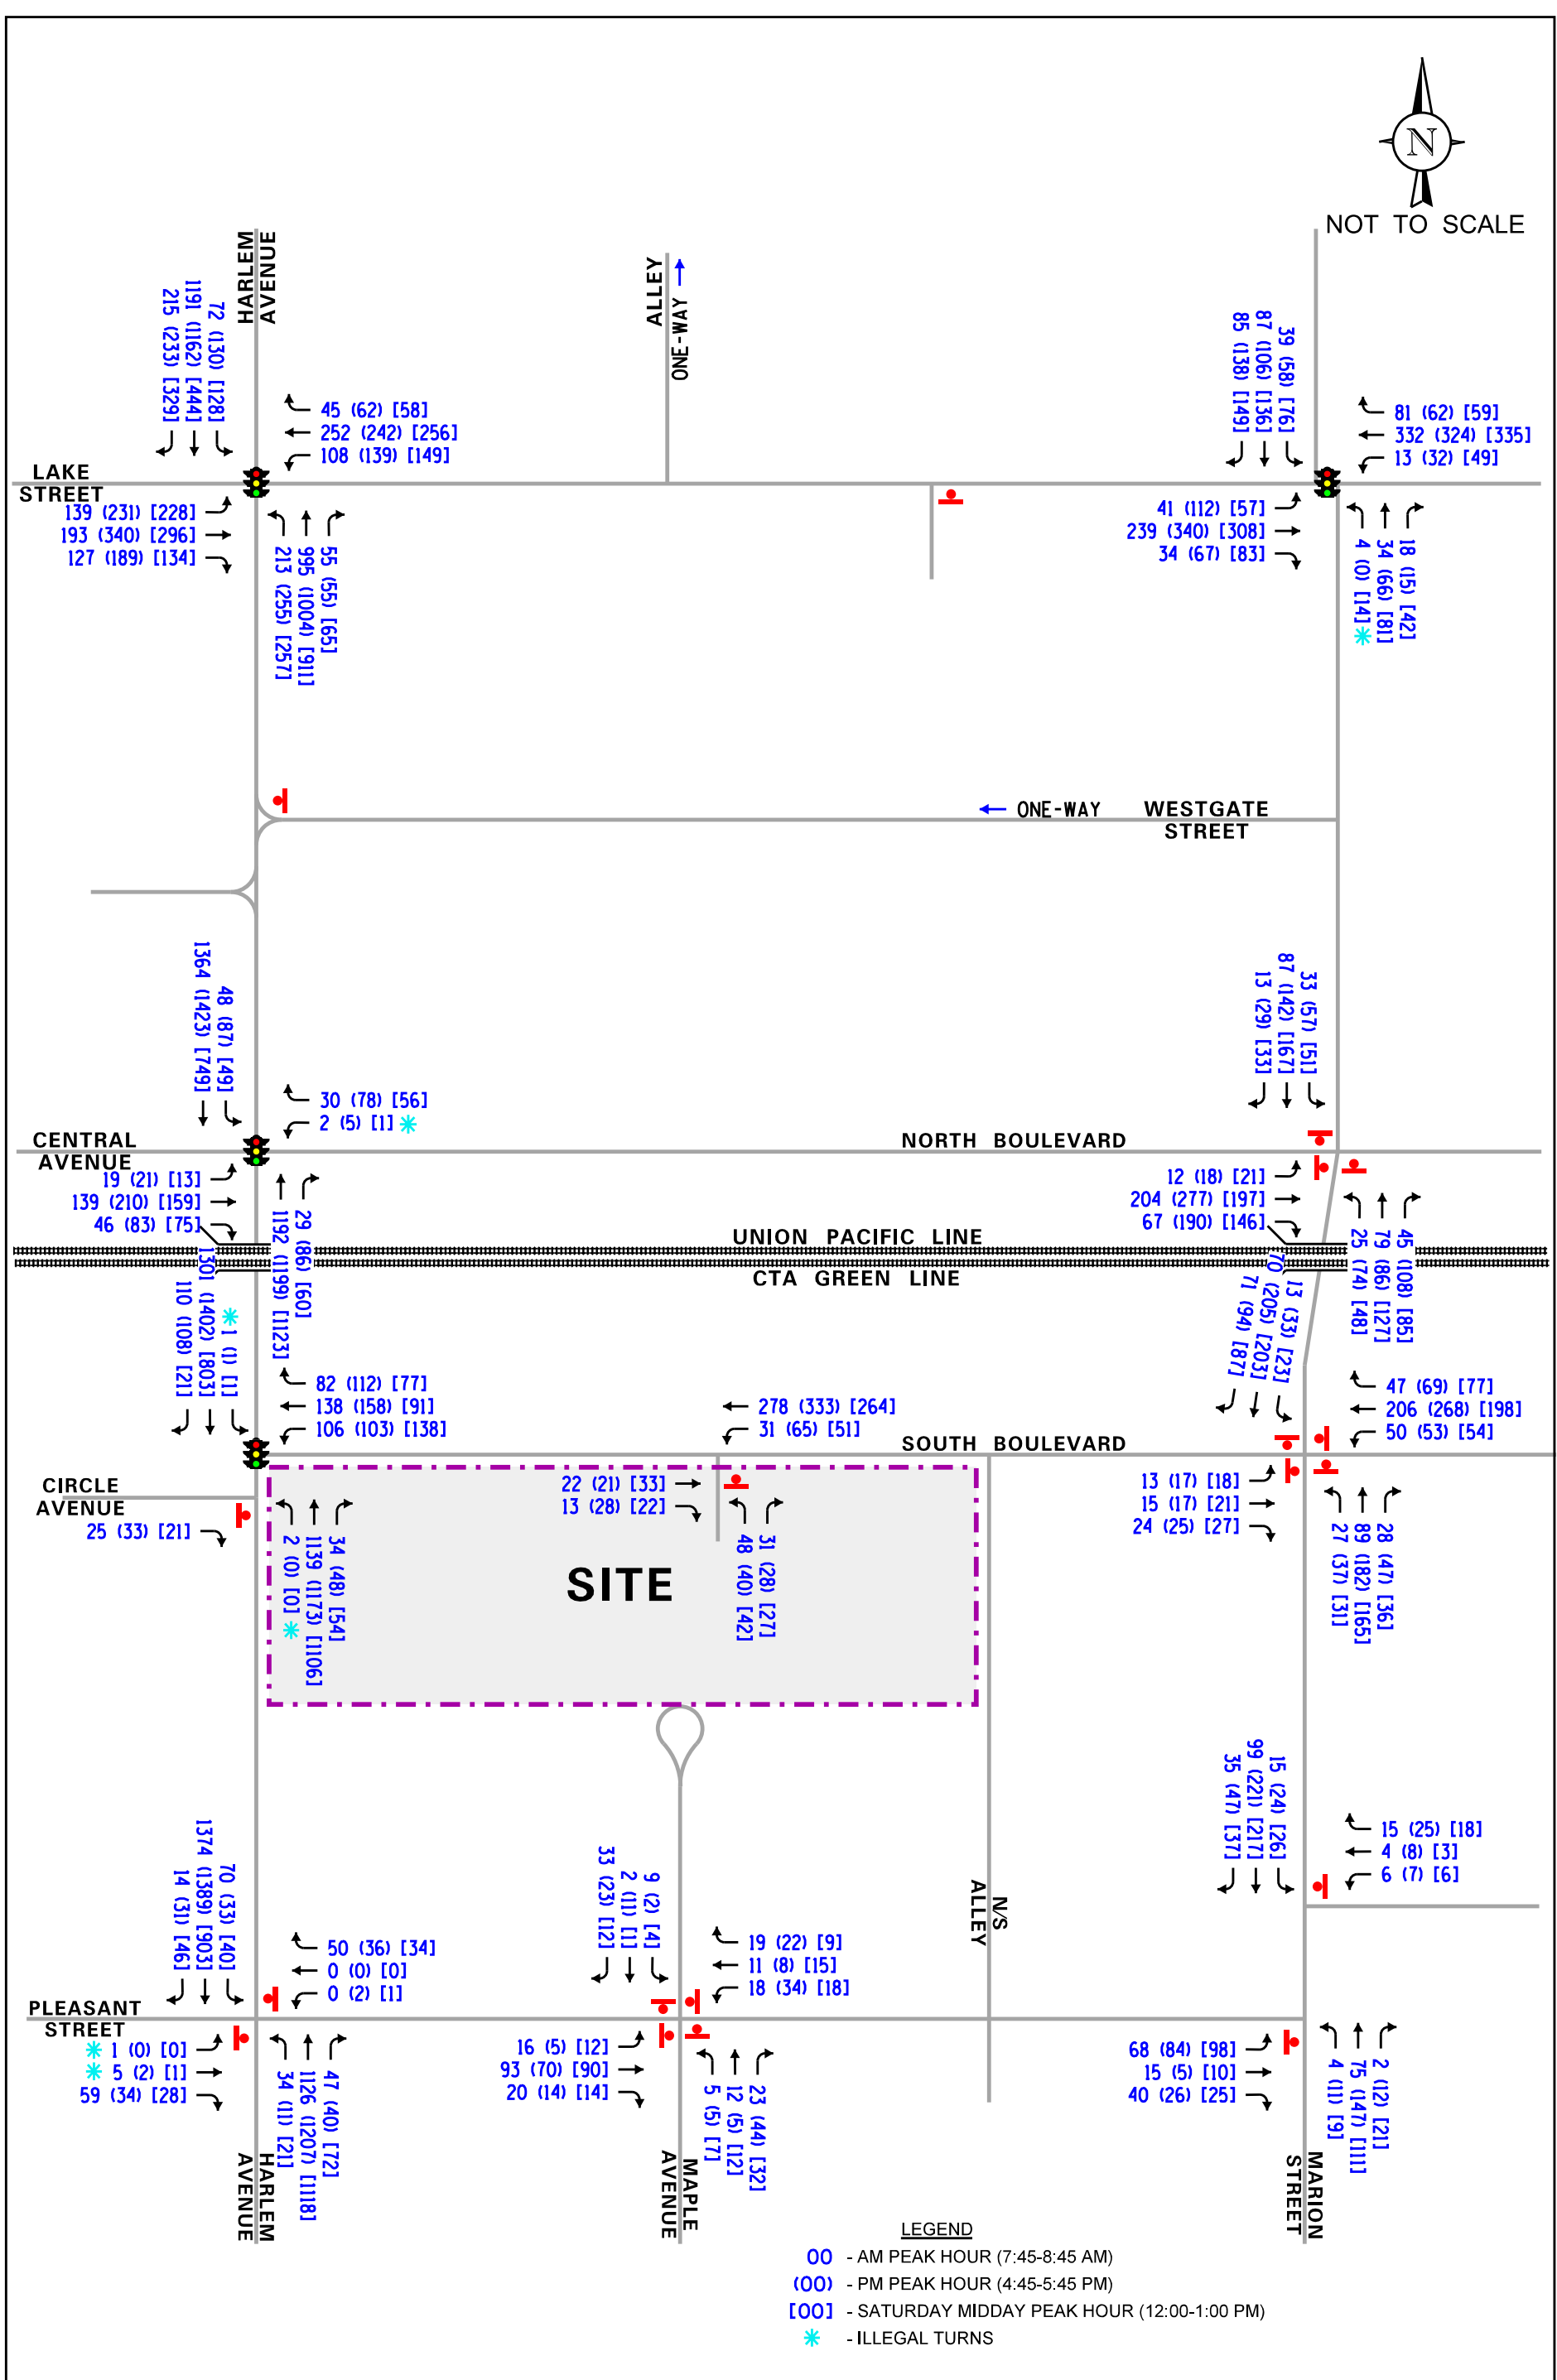 N
NOT TO SCALE
HARLEM
AVENUE
ALLEY
ONE-WAY
72 (130) [128]
1191 (1162) [444]
215 (233) [329]
45 (62) [58]
252 (242) [256]
108 (139) [149]
39 (58) [76]
87 (106) [136]
85 (138) [149]
81 (62) [59]
332 (324) [335]
13 (32) [49]
LAKE
STREET
139 (231) [228]
193 (340) [296]
127 (189) [134]
55 (55) [65]
995 (1004) [911]
213 (255) [257]
41 (112) [57]
239 (340) [308]
34 (67) [83]
18 (15) [42]
34 (66) [81]
4 (0) [14]
ONE-WAY
WESTGATE
STREET
48 (87) [49]
1364 (1423) [749]
30 (78) [56]
2 (5) [1]
33 (57) [51]
87 (142) [167]
13 (29) [33]
CENTRAL
AVENUE
NORTH BOULEVARD
19 (21) [13]
139 (210) [159]
46 (83) [75]
29 (86) [60]
1192 (1199) [1123]
12 (18) [21]
204 (277) [197]
67 (190) [146]
45 (108) [85]
79 (86) [127]
25 (74) [48]
UNION PACIFIC LINE
CTA GREEN LINE
1 (1) [1]
1301 (1402) [803]
110 (108) [21]
82 (112) [77]
138 (158) [91]
106 (103) [138]
278 (333) [264]
31 (65) [51]
13 (33) [23]
70 (205) [203]
71 (94) [87]
47 (69) [77]
206 (268) [198]
50 (53) [54]
SOUTH BOULEVARD
CIRCLE
AVENUE
25 (33) [21]
34 (48) [54]
1139 (1173) [1106]
2 (0) [0]
22 (21) [33]
13 (28) [22]
31 (28) [27]
48 (40) [42]
SITE
13 (17) [18]
15 (17) [21]
24 (25) [27]
28 (47) [36]
89 (182) [165]
27 (37) [31]
15 (24) [26]
99 (221) [217]
35 (47) [37]
15 (25) [18]
4 (8) [3]
6 (7) [6]
70 (33) [40]
1374 (1389) [903]
14 (31) [46]
50 (36) [34]
0 (0) [0]
0 (2) [1]
9 (2) [4]
2 (11) [1]
33 (23) [12]
19 (22) [9]
11 (8) [15]
18 (34) [18]
N/S
ALLEY
PLEASANT
STREET
1 (0) [0]
5 (2) [1]
59 (34) [28]
47 (40) [72]
1126 (1207) [1118]
34 (11) [21]
16 (5) [12]
93 (70) [90]
20 (14) [14]
23 (44) [32]
12 (5) [12]
5 (5) [7]
68 (84) [98]
15 (5) [10]
40 (26) [25]
2 (12) [21]
75 (147) [111]
4 (11) [9]
HARLEM
AVENUE
MAPLE
AVENUE
MARION
STREET
LEGEND
00 - AM PEAK HOUR (7:45-8:45 AM)
(00) - PM PEAK HOUR (4:45-5:45 PM)
[00] - SATURDAY MIDDAY PEAK HOUR (12:00-1:00 PM)
- ILLEGAL TURNS